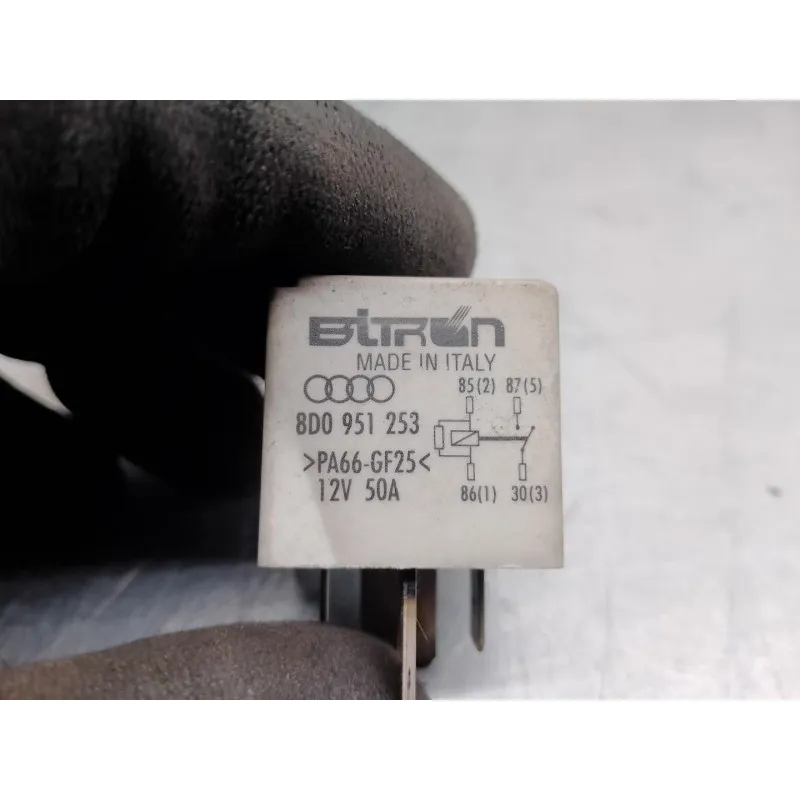 BITRON
MADE IN ITALY
8D0 951 253
>PA66-GF25<
12V 50A
85(2) 87(5)
86(1) 30(3)